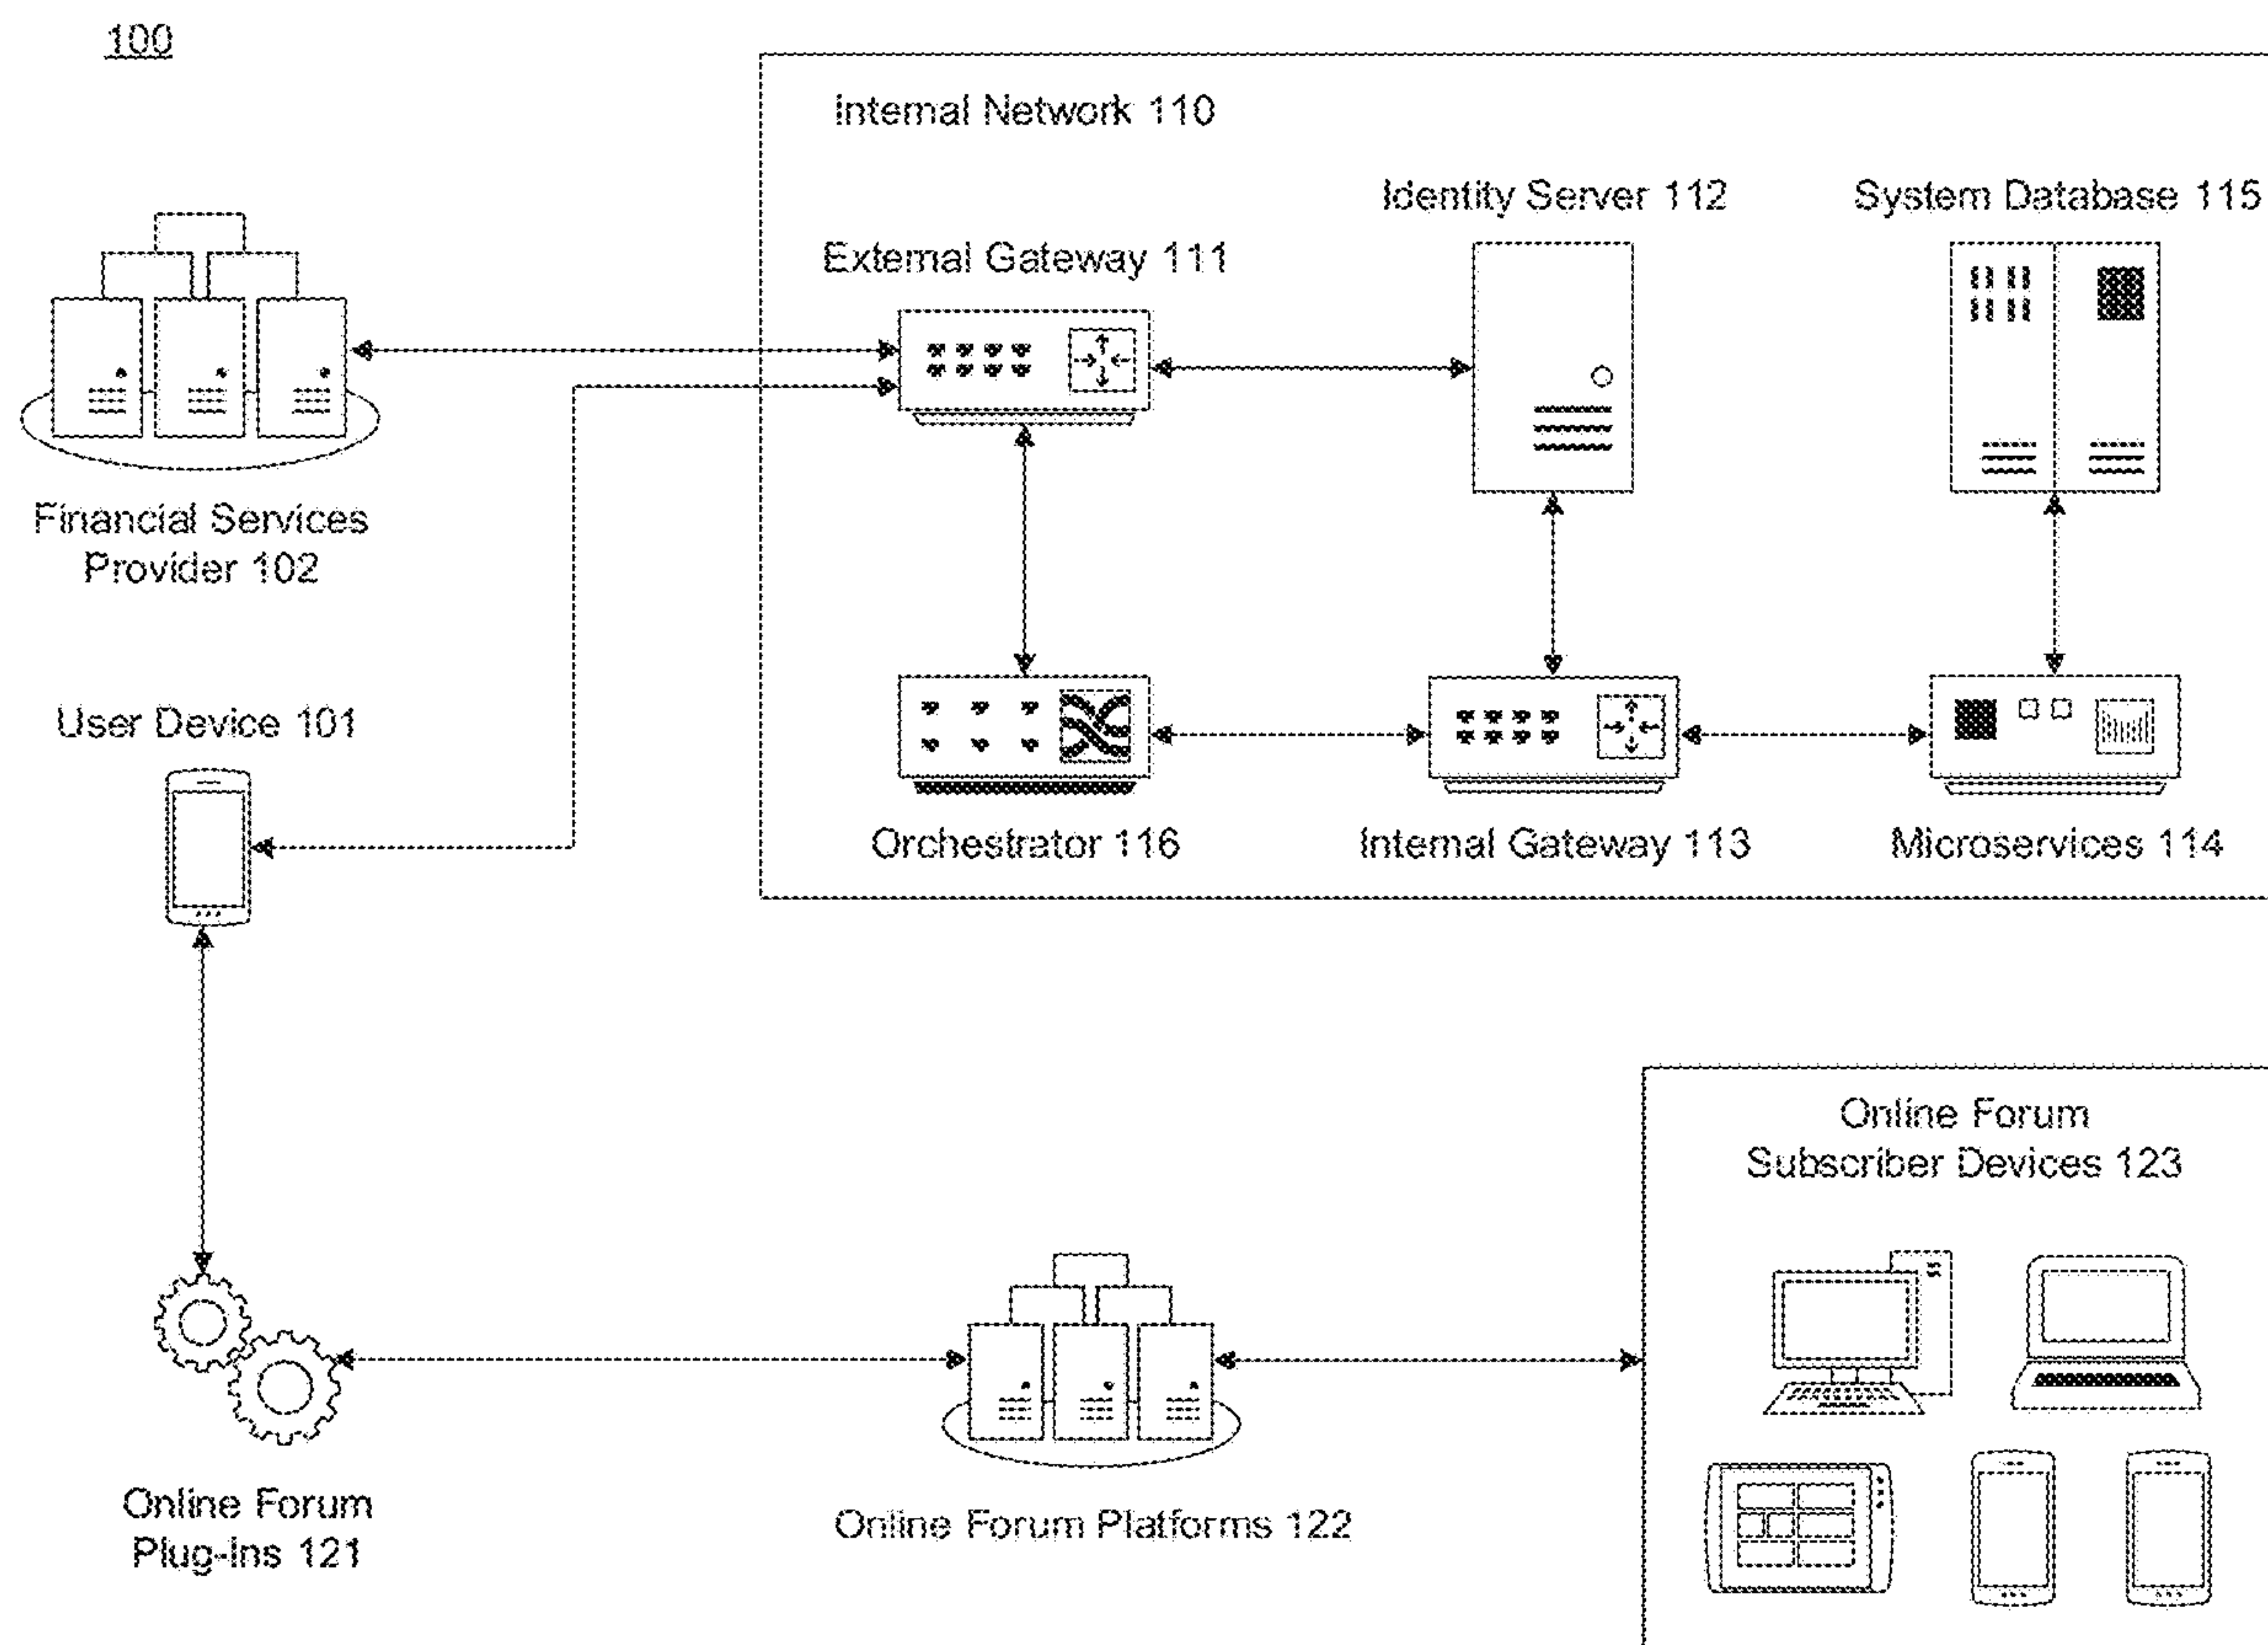 100
Internal Network 110
Identity Server 112
System Database 115
External Gateway 111
Financial Services
Provider 102
User Device 101
Orchestrator 116
Internal Gateway 113
Microservices 114
Online Forum
Subscriber Devices 123
Online Forum
Plug-Ins 121
Online Forum Platforms 122